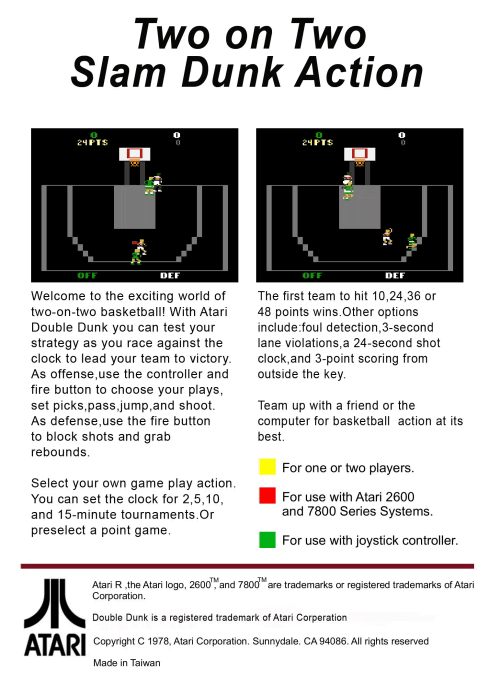 Two on Two
Slam Dunk Action
0 0
24PTS 0
OFF DEF
0 0
24PTS 0
OFF DEF
Welcome to the exciting world of
two-on-two basketball! With Atari
Double Dunk you can test your
strategy as you race against the
clock to lead your team to victory.
As offense,use the controller and
fire button to choose your plays,
set picks,pass,jump,and shoot.
As defense,use the fire button
to block shots and grab
rebounds.
Select your own game play action.
You can set the clock for 2,5,10,
and 15-minute tournaments.Or
preselect a point game.
The first team to hit 10,24,36 or
48 points wins.Other options
include:foul detection,3-second
lane violations,a 24-second shot
clock,and 3-point scoring from
outside the key.
Team up with a friend or the
computer for basketball action at its
best.
For one or two players.
For use with Atari 2600
and 7800 Series Systems.
For use with joystick controller.
ATARI
Atari R ,the Atari logo, 2600™, and 7800™ are trademarks or registered trademarks of Atari
Corporation.
Double Dunk is a registered trademark of Atari Corperation
Copyright C 1978, Atari Corporation. Sunnydale. CA 94086. All rights reserved
Made in Taiwan